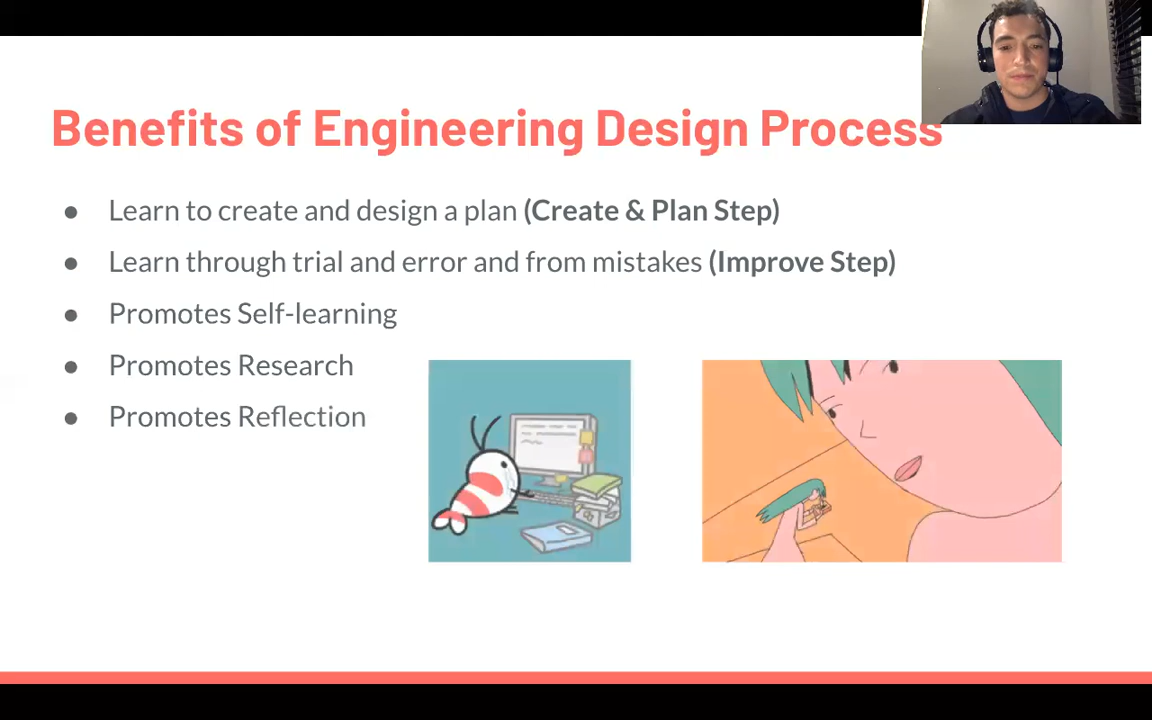 Benefits of Engineering Design Process
● Learn to create and design a plan (Create & Plan Step)
● Learn through trial and error and from mistakes (Improve Step)
● Promotes Self-learning
● Promotes Research
● Promotes Reflection